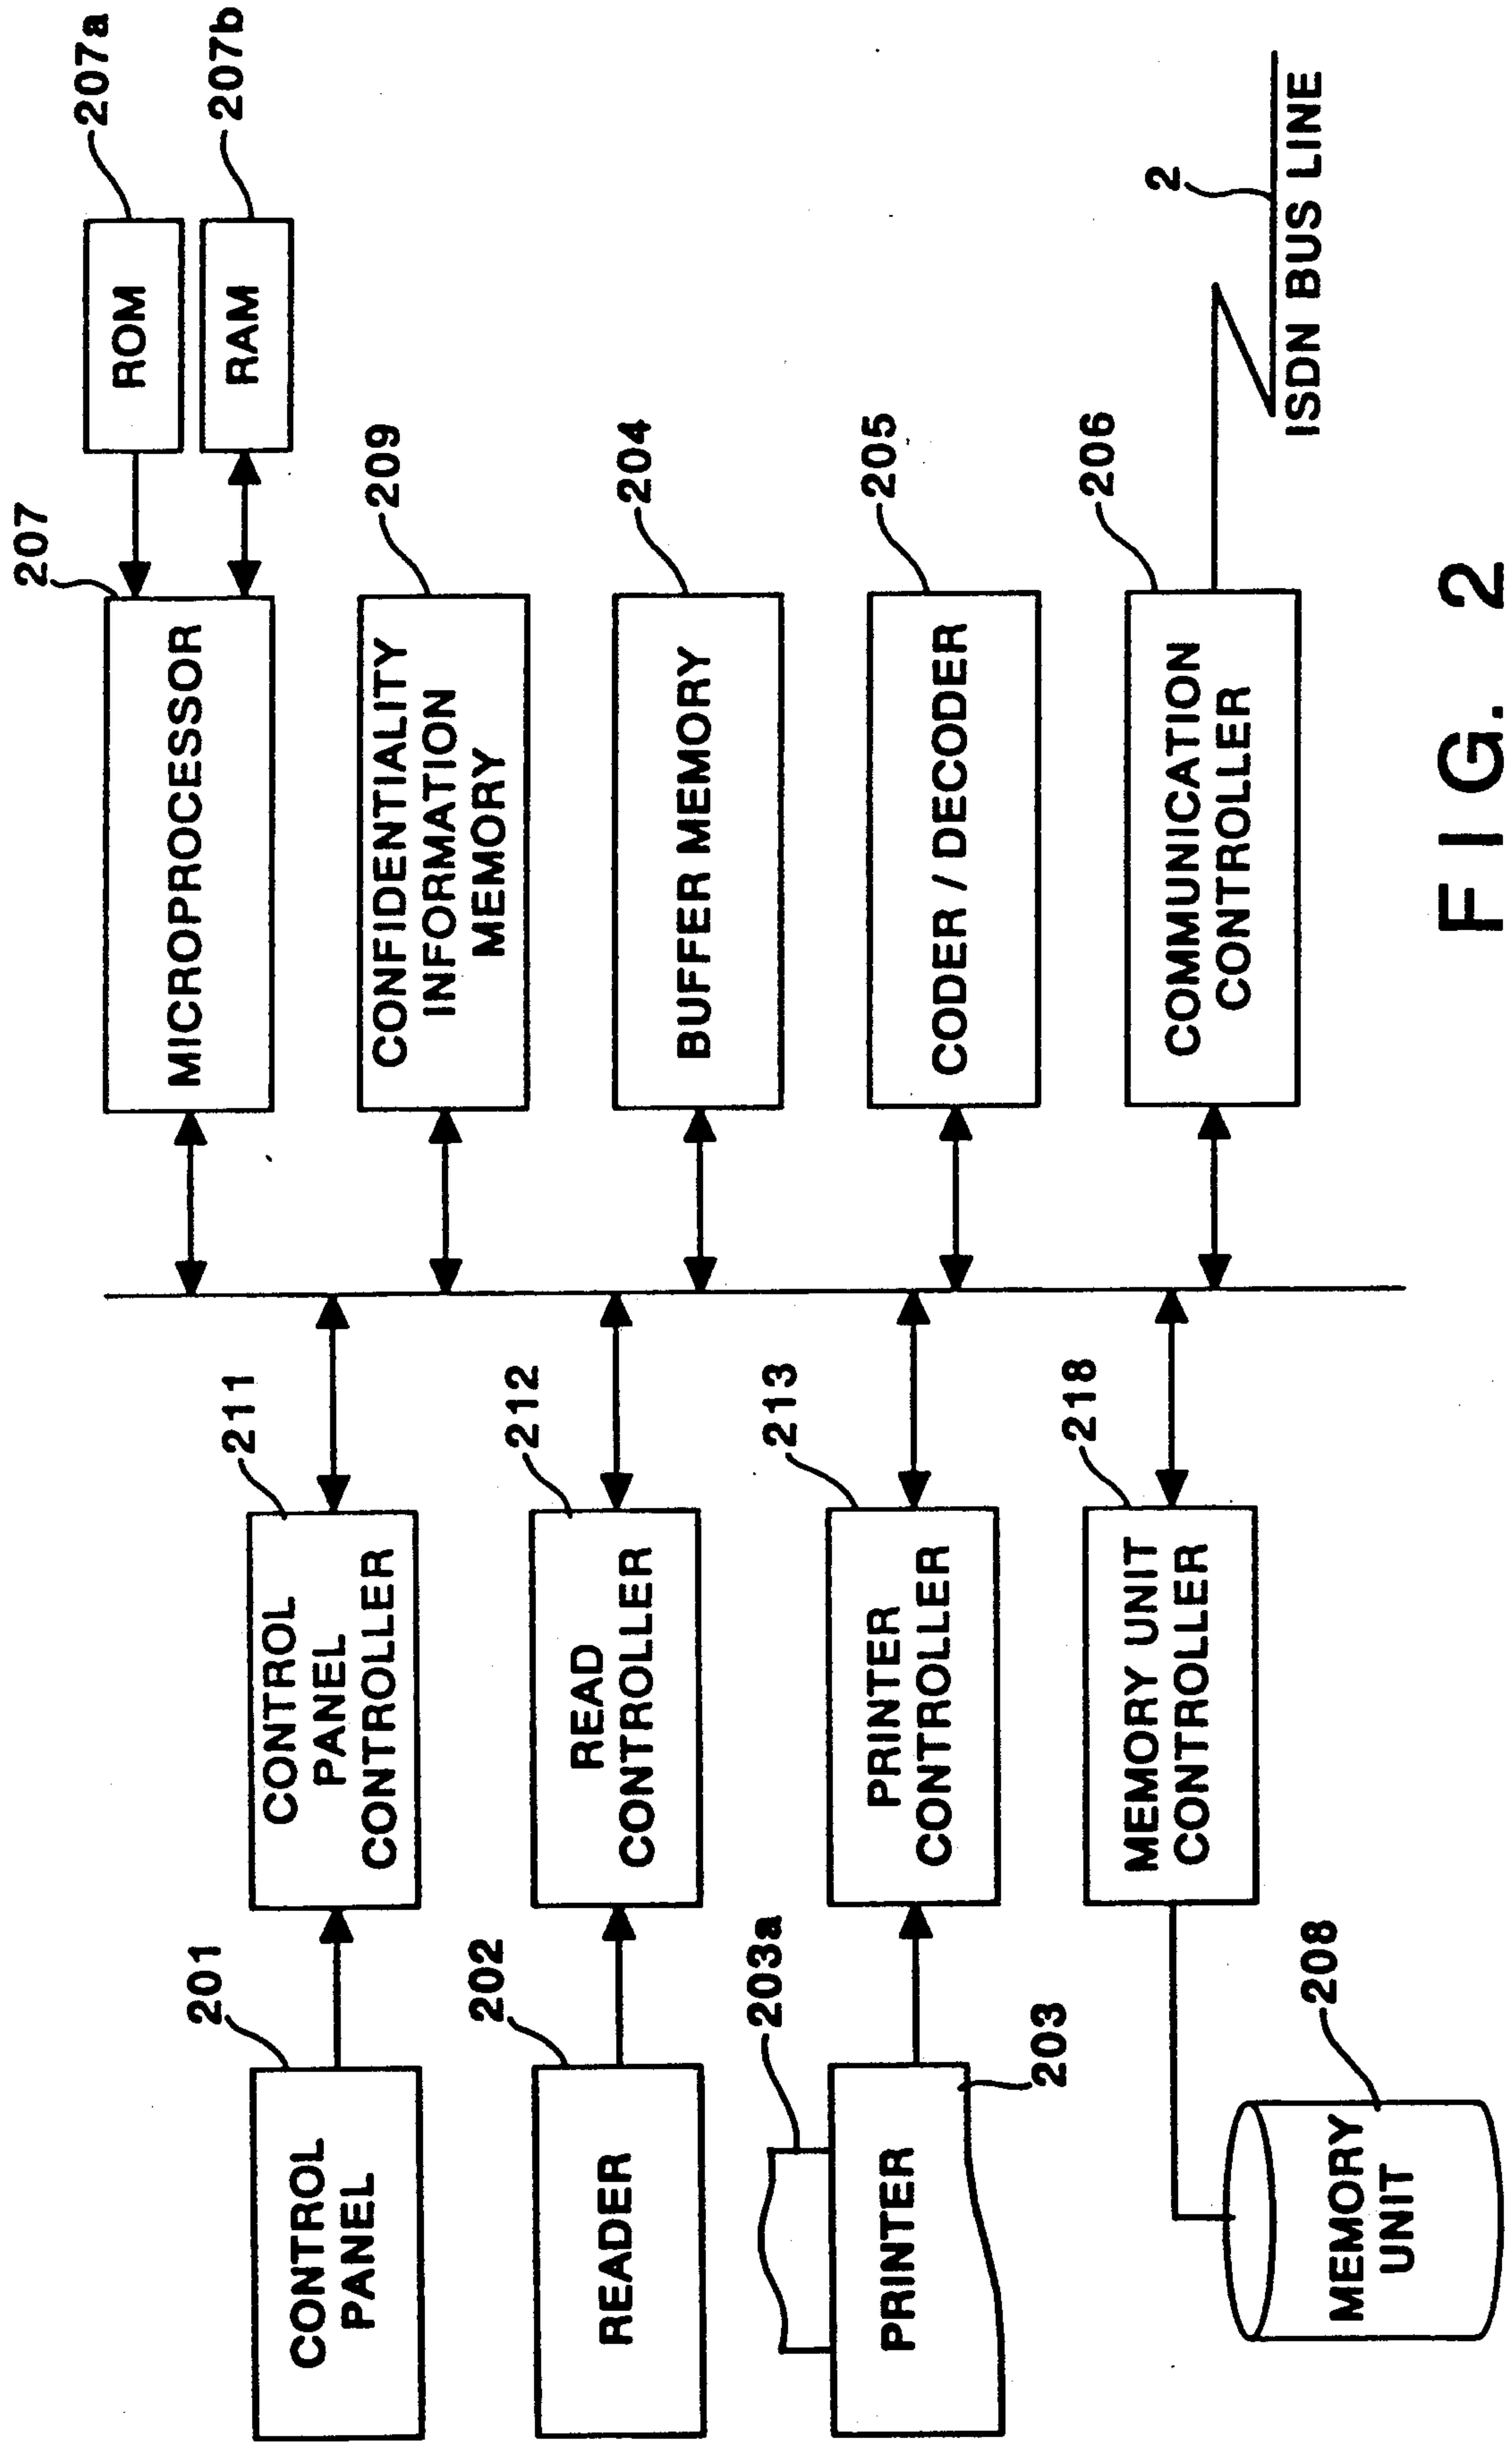 207a
ROM
207b
RAM
207
MICROPROCESSOR
209
CONFIDENTIALITY
INFORMATION
MEMORY
204
BUFFER MEMORY
205
CODER / DECODER
206
COMMUNICATION
CONTROLLER
2
ISDN BUS LINE
211
CONTROL
PANEL
CONTROLLER
212
READ
CONTROLLER
213
PRINTER
CONTROLLER
218
MEMORY UNIT
CONTROLLER
201
CONTROL
PANEL
202
READER
203a
203
PRINTER
208
MEMORY
UNIT
FIG. 2